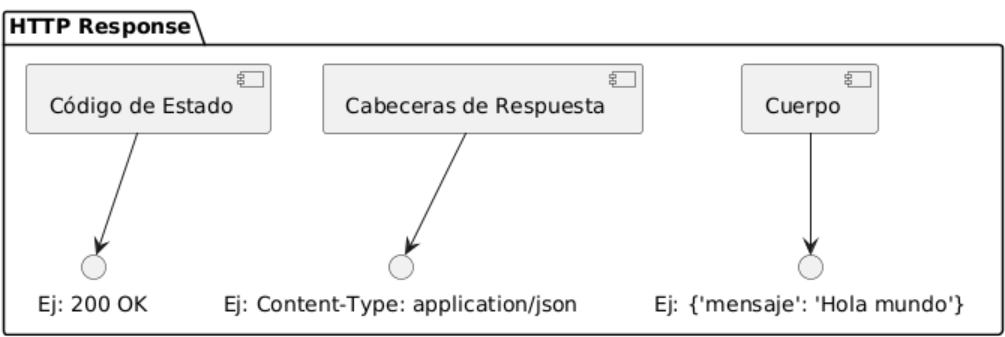 HTTP Response
Código de Estado
Cabeceras de Respuesta
Cuerpo
Ej: 200 OK
Ej: Content-Type: application/json
Ej: {'mensaje': 'Hola mundo'}